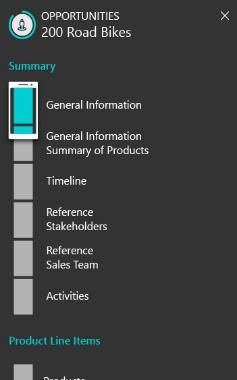 OPPORTUNITIES
200 Road Bikes
Summary
General Information
General Information
Summary of Products
Timeline
Reference
Stakeholders
Reference
Sales Team
Activities
Product Line Items
Products